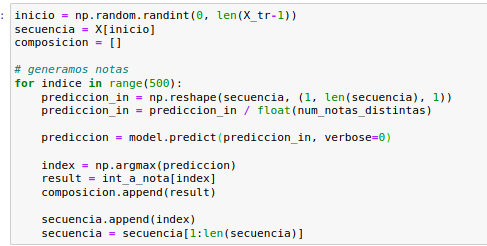 : inicio = np.random.randint(0, len(X_tr-1))
secuencia = X[inicio]
composicion = []

# generamos notas
for indice in range(500):
    prediccion_in = np.reshape(secuencia, (1, len(secuencia), 1))
    prediccion_in = prediccion_in / float(num_notas_distintas)

    prediccion = model.predict(prediccion_in, verbose=0)

    index = np.argmax(prediccion)
    result = int_a_nota[index]
    composicion.append(result)

    secuencia.append(index)
    secuencia = secuencia[1:len(secuencia)]